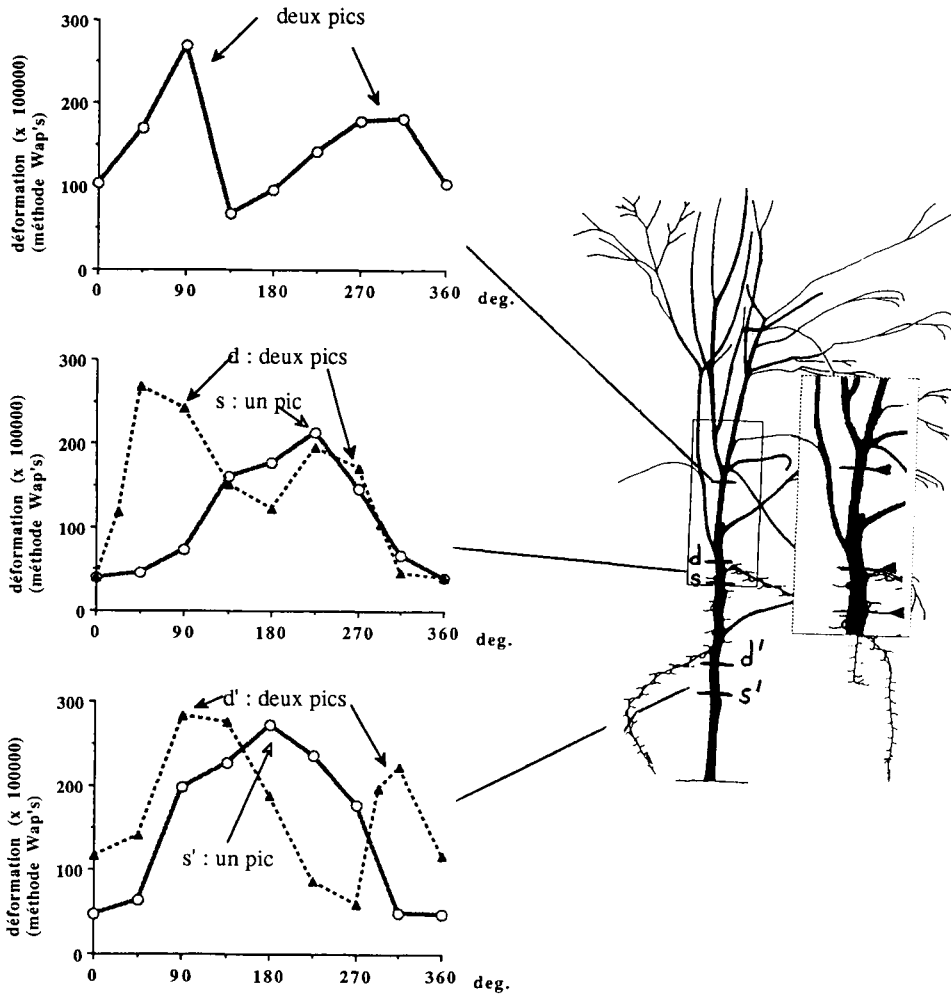 deux pics
déformation (x 100000)
(méthode Wap's)
300
200
100
0
0 90 180 270 360 deg.
d : deux pics
s : un pic
déformation (x 100000)
(méthode Wap's)
300
200
100
0
0 90 180 270 360 deg.
d
s
d' : deux pics
s' : un pic
déformation (x 100000)
(méthode Wap's)
300
200
100
0
0 90 180 270 360 deg.
d'
s'